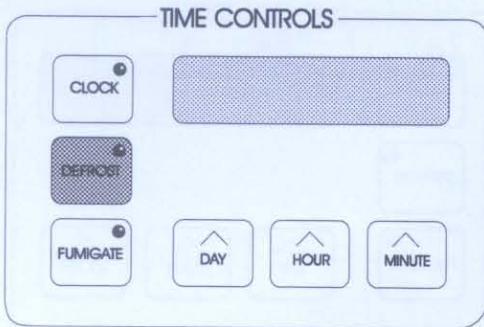 TIME CONTROLS
CLOCK
DEFROST
FUMIGATE
DAY
HOUR
MINUTE